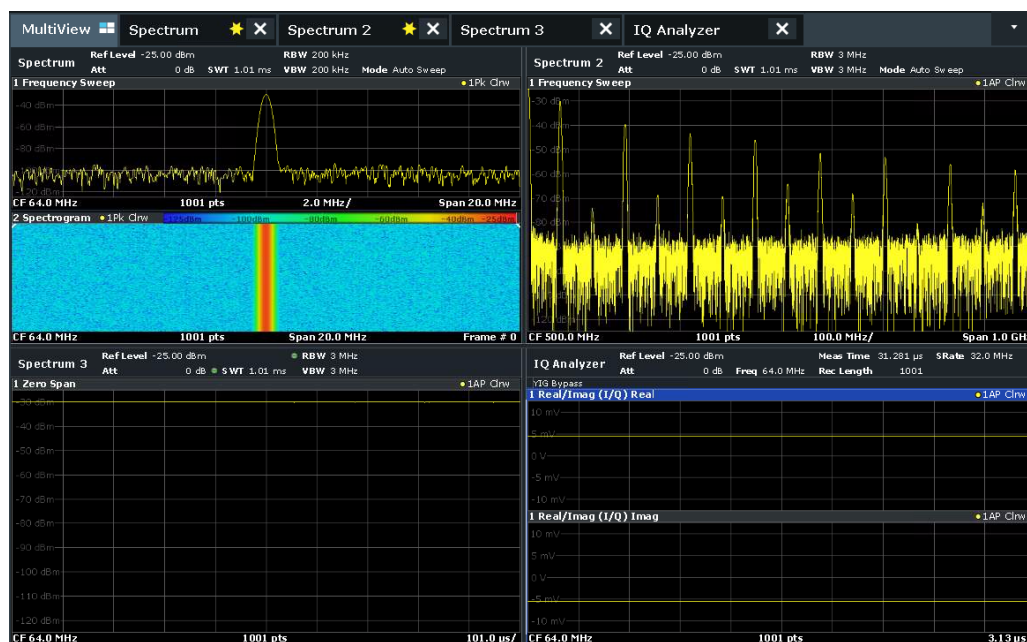 MultiView Spectrum Spectrum 2 Spectrum 3 IQ Analyzer
Spectrum Ref Level -25.00 dBm RBW 200 kHz
Att 0 dB SWT 1.01 ms VBW 200 kHz Mode Auto Sweep
1 Frequency Sweep 1Pk Clrw
-40 dBm
-60 dBm
-80 dBm
-120 dBm
CF 64.0 MHz 1001 pts 2.0 MHz/ Span 20.0 MHz
2 Spectrogram 1Pk Clrw -125dBm -100dBm -80dBm -60dBm -40dBm -25dBm
CF 64.0 MHz 1001 pts Span 20.0 MHz Frame # 0
Spectrum 2 Ref Level -25.00 dBm RBW 3 MHz
Att 0 dB SWT 1.01 ms VBW 3 MHz Mode Auto Sweep
1 Frequency Sweep 1AP Clrw
-30 dBm
-40 dBm
-50 dBm
-60 dBm
-70 dBm
-80 dBm
CF 500.0 MHz 1001 pts 100.0 MHz/ Span 1.0 GH
Spectrum 3 Ref Level -25.00 dBm RBW 3 MHz
Att 0 dB SWT 1.01 ms VBW 3 MHz
1 Zero Span 1AP Clrw
-30 dBm
-40 dBm
-50 dBm
-60 dBm
-70 dBm
-80 dBm
-100 dBm
-110 dBm
-120 dBm
CF 64.0 MHz 1001 pts 101.0 µs/
IQ Analyzer Ref Level -25.00 dBm Meas Time 31.281 µs SRate 32.0 MHz
Att 0 dB Freq 64.0 MHz Rec Length 1001
YIG Bypass
1 Real/Imag (I/Q) Real 1AP Clrw
10 mV
5 mV
0 V
-5 mV
-10 mV
1 Real/Imag (I/Q) Imag 1AP Clrw
10 mV
5 mV
0 V
-5 mV
-10 mV
CF 64.0 MHz 1001 pts 3.13 µs